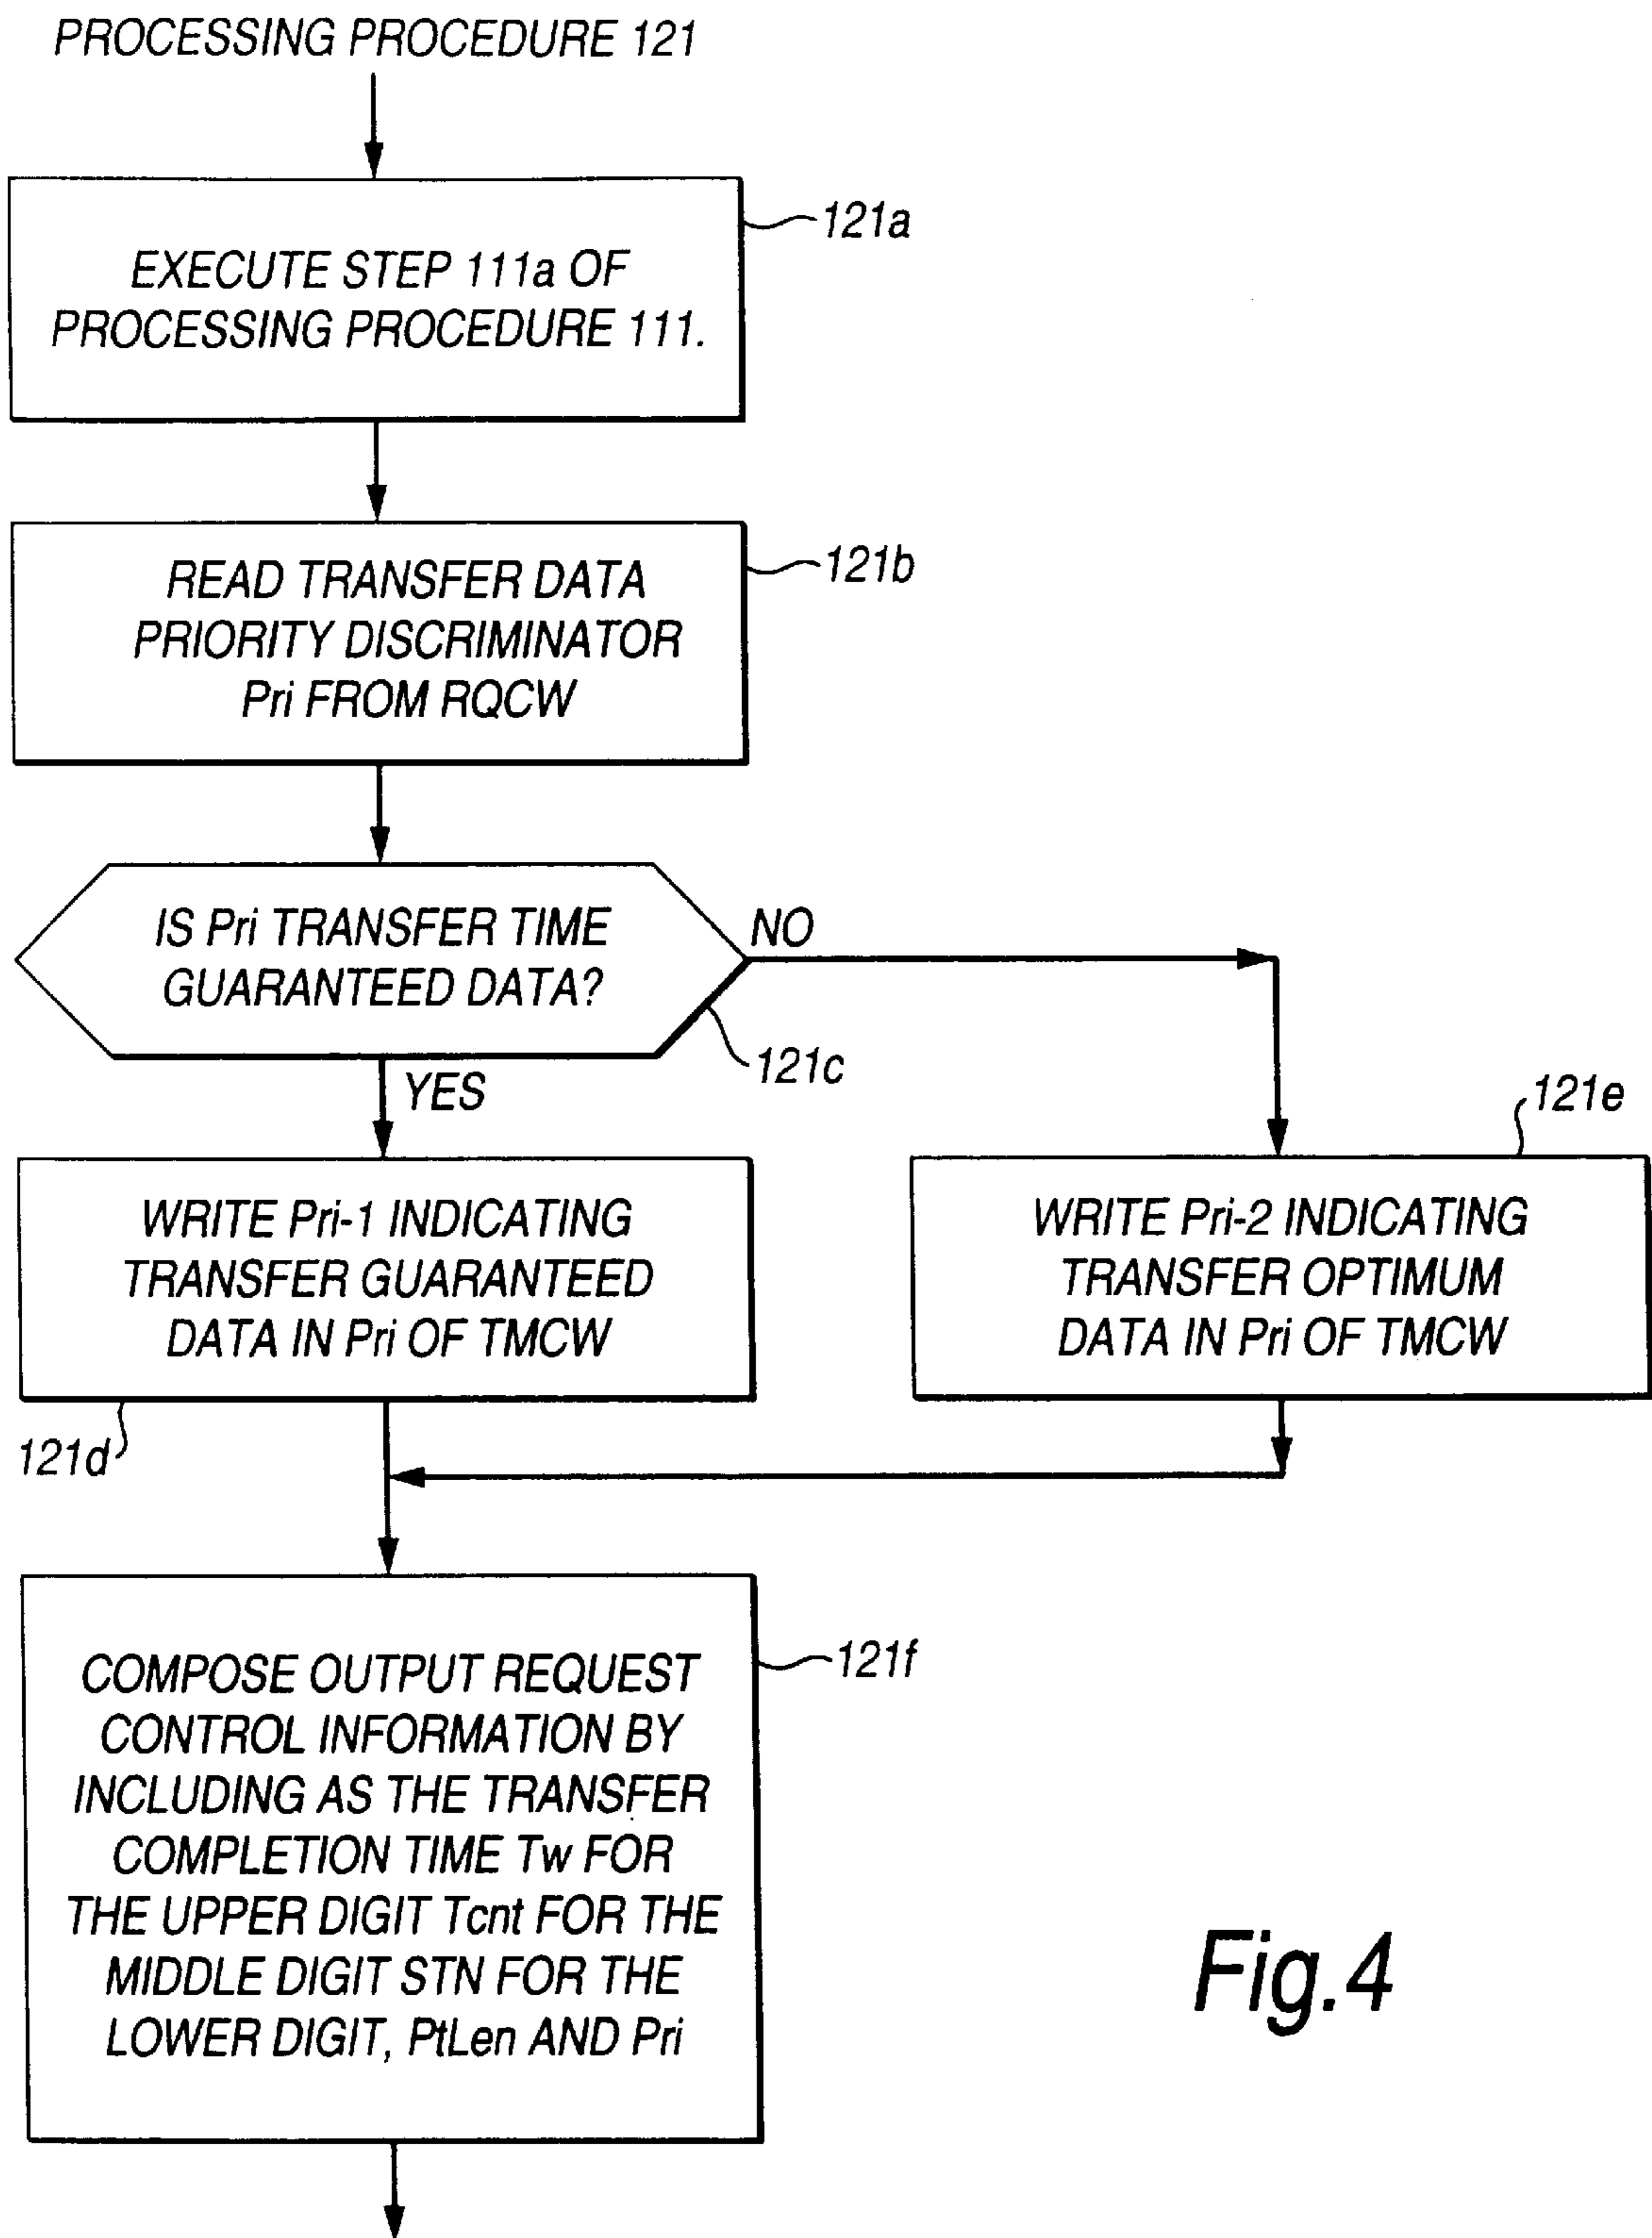 PROCESSING PROCEDURE 121
121a
EXECUTE STEP 111a OF
PROCESSING PROCEDURE 111.
121b
READ TRANSFER DATA
PRIORITY DISCRIMINATOR
Pri FROM RQCW
IS Pri TRANSFER TIME
GUARANTEED DATA?
NO
121c
YES
121e
WRITE Pri-1 INDICATING
TRANSFER GUARANTEED
DATA IN Pri OF TMCW
WRITE Pri-2 INDICATING
TRANSFER OPTIMUM
DATA IN Pri OF TMCW
121d
121f
COMPOSE OUTPUT REQUEST
CONTROL INFORMATION BY
INCLUDING AS THE TRANSFER
COMPLETION TIME Tw FOR
THE UPPER DIGIT Tcnt FOR THE
MIDDLE DIGIT STN FOR THE
LOWER DIGIT, PtLen AND Pri
Fig.4